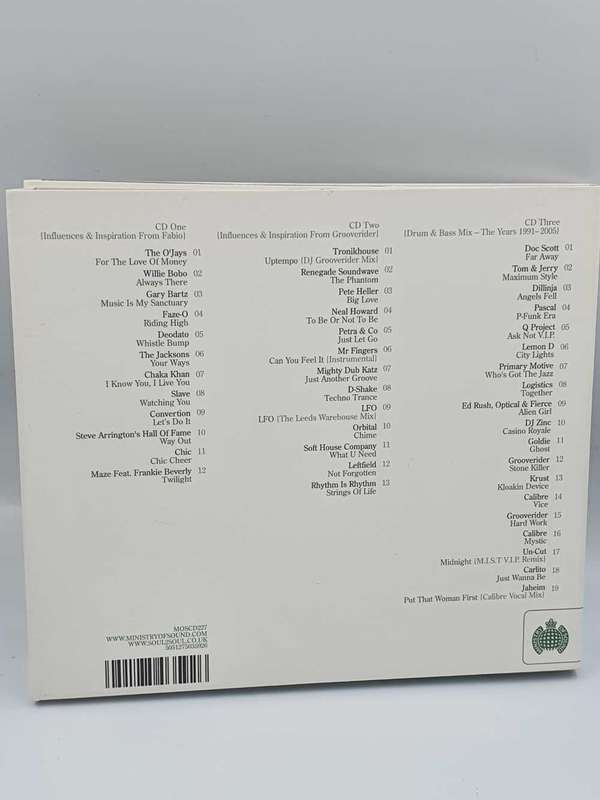 CD One
{Influences & Inspiration From Fabio}
The O'Jays 01
For The Love Of Money
Willie Bobo 02
Always There
Gary Bartz 03
Music Is My Sanctuary
Faze-O 04
Riding High
Deodato 05
Whistle Bump
The Jacksons 06
Your Ways
Chaka Khan 07
I Know You, I Live You
Slave 08
Watching You
Convertion 09
Let's Do It
Steve Arrington's Hall Of Fame 10
Way Out
Chic 11
Chic Cheer
Maze Feat. Frankie Beverly 12
Twilight
CD Two
{Influences & Inspiration From Grooverider}
Tronikhouse 01
Uptempo {DJ Grooverider Mix}
Renegade Soundwave 02
The Phantom
Pete Heller 03
Big Love
Neal Howard 04
To Be Or Not To Be
Petra & Co 05
Just Let Go
Mr Fingers 06
Can You Feel It {Instrumental}
Mighty Dub Katz 07
Just Another Groove
D-Shake 08
Techno Trance
LFO 09
LFO {The Leeds Warehouse Mix}
Orbital 10
Chime
Soft House Company 11
What U Need
Leftfield 12
Not Forgotten
Rhythm Is Rhythm 13
Strings Of Life
CD Three
{Drum & Bass Mix – The Years 1991–2005}
Doc Scott 01
Far Away
Tom & Jerry 02
Maximum Style
Dillinja 03
Angels Fell
Pascal 04
P-Funk Era
Q Project 05
Ask Not V.I.P.
Lemon D 06
City Lights
Primary Motive 07
Who's Got The Jazz
Logistics 08
Together
Ed Rush, Optical & Fierce 09
Alien Girl
DJ Zinc 10
Casino Royale
Goldie 11
Ghost
Grooverider 12
Stone Killer
Krust 13
Kloakin Device
Calibre 14
Vice
Grooverider 15
Hard Work
Calibre 16
Mystic
Un-Cut 17
Midnight {M.I.S.T V.I.P. Remix}
Carlito 18
Just Wanna Be
Jaheim 19
Put That Woman First {Calibre Vocal Mix}
MOSCD227
WWW.MINISTRYOFSOUND.COM
WWW.SOUL2SOUL.CO.UK
5051275035926